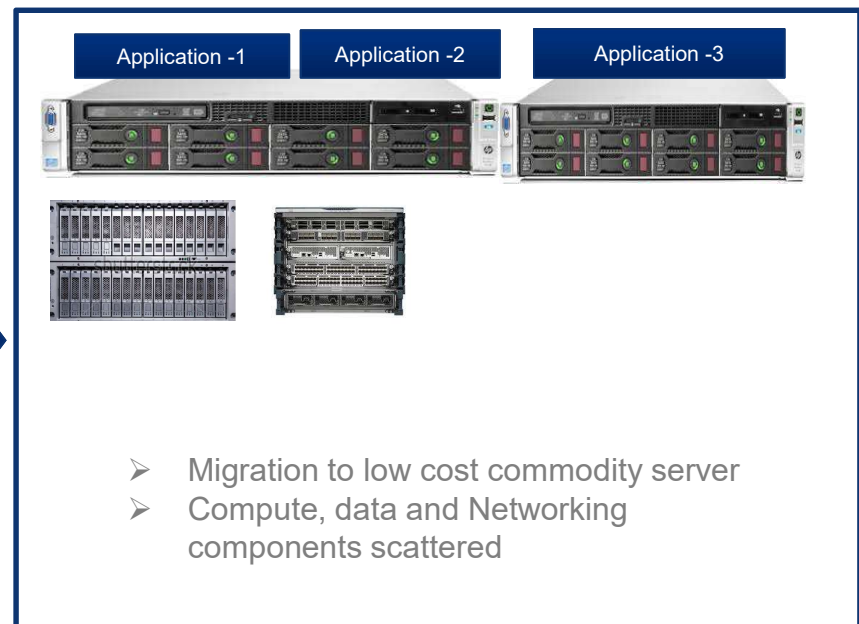 Application -1 Application -2 Application -3
➢ Migration to low cost commodity server
➢ Compute, data and Networking
components scattered